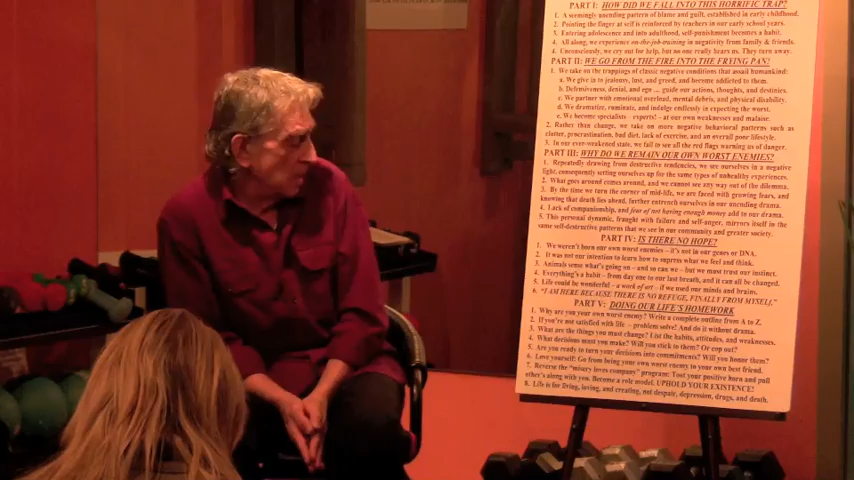 PART I: HOW DID WE FALL INTO THIS HORRIFIC TRAP?
1. A seemingly unending pattern of blame and guilt, established in early childhood.
2. Pointing the finger at self is reinforced by teachers in our early school years.
3. Entering adolescence and into adulthood, self-punishment becomes a habit.
4. All along, we experience on-the-job-training in negativity from family & friends.
5. Unconsciously, we cry out for help, but no one really hears us. They turn away.
PART II: WE GO FROM THE FIRE INTO THE FRYING PAN!
1. We take on the trappings of classic negative conditions that assail humankind:
a. We give in to jealousy, lust, and greed, and become addicted to them.
b. Defensiveness, denial, and ego … guide our actions, thoughts, and destinies.
c. We partner with emotional overload, mental debris, and physical disability.
d. We dramatize, ruminate, and indulge endlessly in expecting the worst.
e. We become specialists - experts! - at our own weaknesses and malaise.
2. Rather than change, we take on more negative behavioral patterns such as
clutter, procrastination, bad diet, lack of exercise, and an overall poor lifestyle.
3. In our ever-weakened state, we fail to see all the red flags warning us of danger.
PART III: WHY DO WE REMAIN OUR OWN WORST ENEMIES?
1. Repeatedly drawing from destructive tendencies, we see ourselves in a negative
light, consequently setting ourselves up for the same types of unhealthy experiences.
2. What goes around comes around, and we cannot see any way out of the dilemma.
3. By the time we turn the corner of mid-life, we are faced with growing fears, and
knowing that death lies ahead, further entrench ourselves in our unending drama.
4. Lack of companionship, and fear of not having enough money add to our drama.
5. This personal dynamic, fraught with turmoil and self-anger, mirrors itself in the
same suffering that we see in our community and greater society.
PART IV: IS THERE NO HOPE?
1. We weren't born our own worst enemies – it's not in our genes or DNA.
2. It was not our intention to learn how to suppress what we feel and think.
3. Animals sense what's going on – and so can we – but we must trust our instinct.
4. Everything's a habit – from day one to our last breath, and it can all be changed.
5. Life could be wonderful – a work of art – if we used our minds and brains.
6. "I AM HERE BECAUSE THERE IS NO REFUGE, FINALLY FROM MYSELF."
PART V: DOING OUR LIFE'S HOMEWORK
1. Why are you your own worst enemy? Write a complete outline from A to Z.
2. If you're not satisfied with life – problem solve! And do it without drama.
3. What are the things you must change? List the habits, attitudes, and weaknesses.
4. What decisions must you make? Will you stick to them? Or cop out?
5. Are you ready to turn your decisions into commitments? Will you honor them?
6. Love yourself: Go from being your own worst enemy, to your own best friend.
7. Reverse the "misery loves company" program. Toot your positive horn and pull
others along with you. Become a role model. UPHOLD YOUR EXISTENCE!
8. Life is for living, loving, and creating, not despair, depression, drugs, and death.